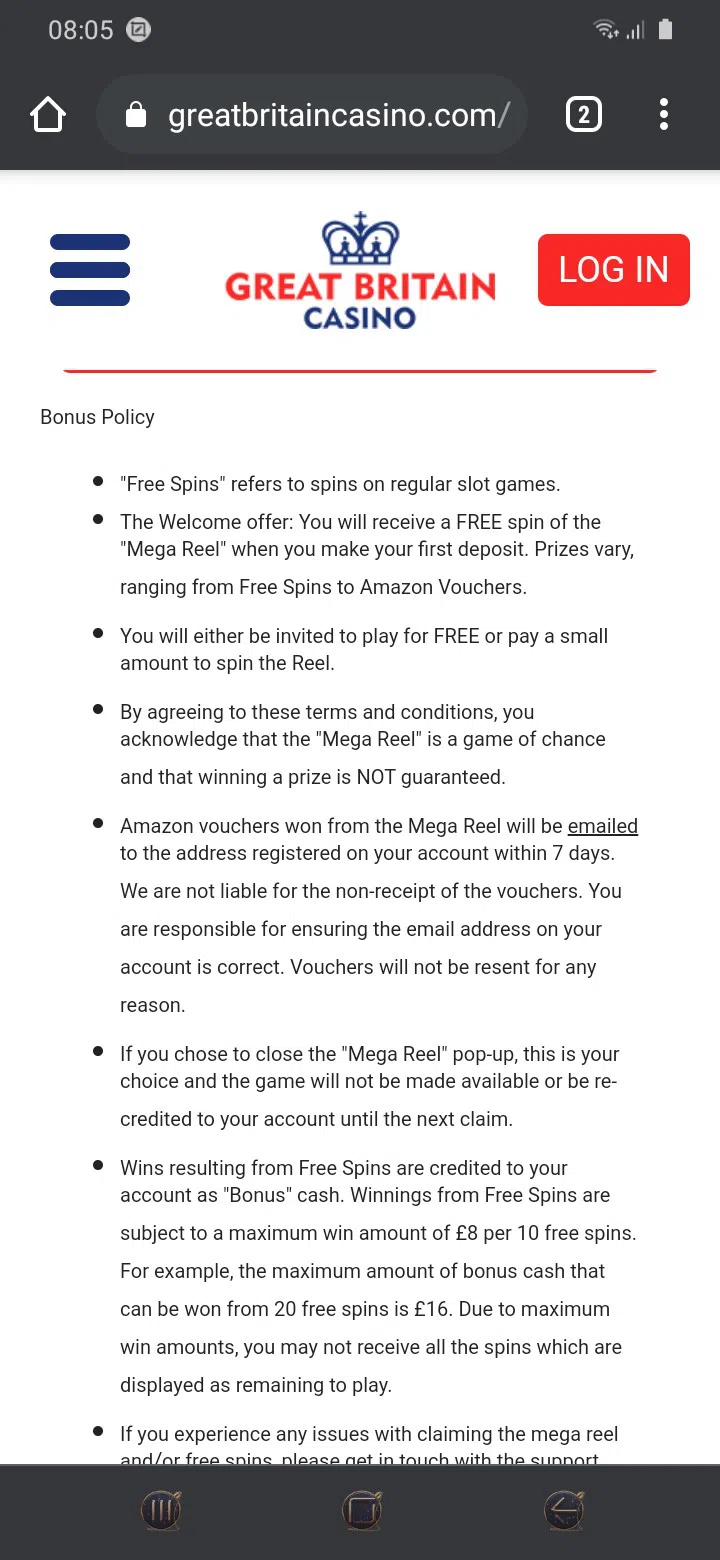 08:05
greatbritaincasino.com/
2
GREAT BRITAIN
CASINO
LOG IN
Bonus Policy
"Free Spins" refers to spins on regular slot games.
The Welcome offer: You will receive a FREE spin of the
"Mega Reel" when you make your first deposit. Prizes vary,
ranging from Free Spins to Amazon Vouchers.
You will either be invited to play for FREE or pay a small
amount to spin the Reel.
By agreeing to these terms and conditions, you
acknowledge that the "Mega Reel" is a game of chance
and that winning a prize is NOT guaranteed.
Amazon vouchers won from the Mega Reel will be emailed
to the address registered on your account within 7 days.
We are not liable for the non-receipt of the vouchers. You
are responsible for ensuring the email address on your
account is correct. Vouchers will not be resent for any
reason.
If you chose to close the "Mega Reel" pop-up, this is your
choice and the game will not be made available or be re-
credited to your account until the next claim.
Wins resulting from Free Spins are credited to your
account as "Bonus" cash. Winnings from Free Spins are
subject to a maximum win amount of £8 per 10 free spins.
For example, the maximum amount of bonus cash that
can be won from 20 free spins is £16. Due to maximum
win amounts, you may not receive all the spins which are
displayed as remaining to play.
If you experience any issues with claiming the mega reel
and/or free spins, please get in touch with the support